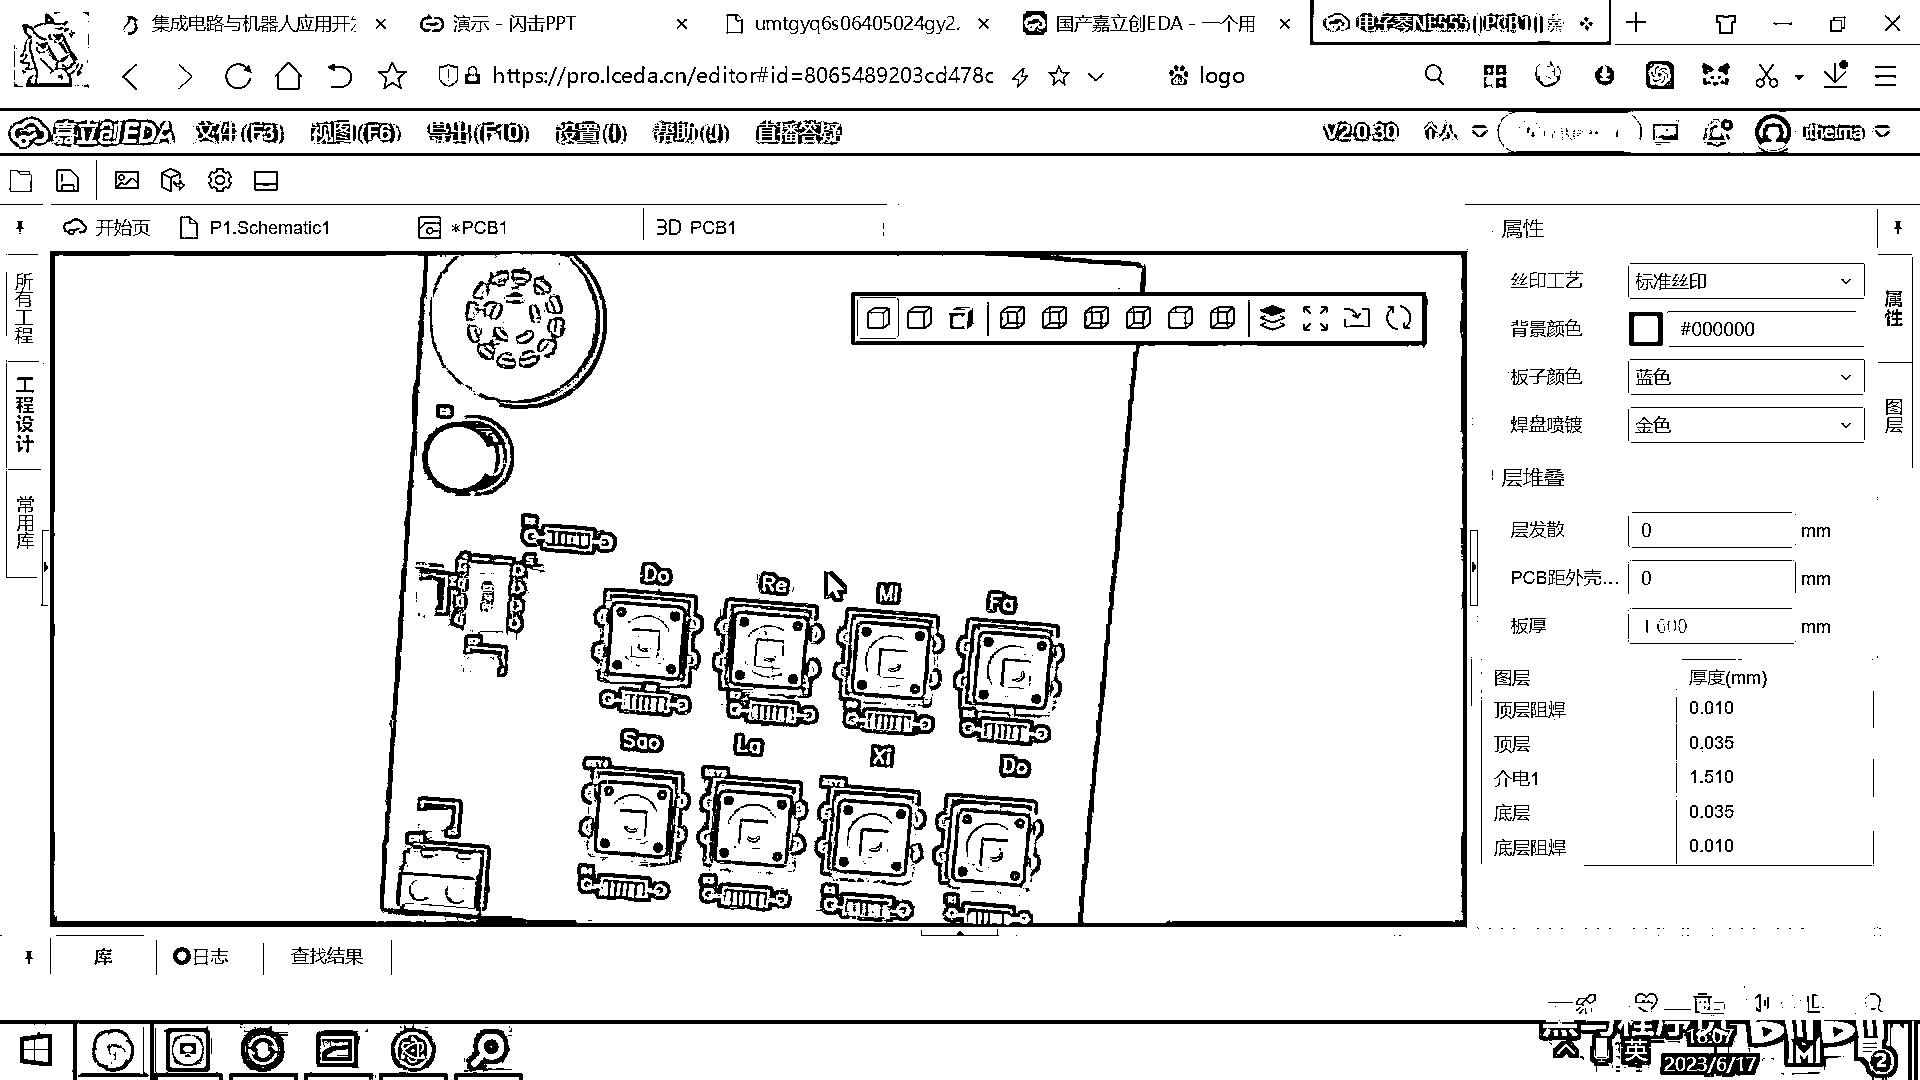 集成电路与机器人应用开发
演示 - 闪击PPT
umtgyq6s06405024gy2.
国产嘉立创EDA - 一个用
电子琴NE555 | PCB1 | 嘉
https://pro.lceda.cn/editor#id=8065489203cd478c
logo
嘉立创EDA
文件(F3)
视图(F6)
导出(F10)
设置(I)
帮助(J)
直播答疑
V2.0.30
个人
itheima
开始页
P1.Schematic1
*PCB1
3D PCB1
所有工程
工程设计
常用库
Do
Re
MI
Fa
Sao
La
Xi
Do
属性
丝印工艺
标准丝印
背景颜色
#000000
板子颜色
蓝色
焊盘喷镀
金色
层堆叠
层发散
0
mm
PCB距外壳...
0
mm
板厚
1.600
mm
图层
厚度(mm)
顶层阻焊
0.010
顶层
0.035
介电1
1.510
底层
0.035
底层阻焊
0.010
属性
图层
库
日志
查找结果
英
16:07
2023/6/17
2